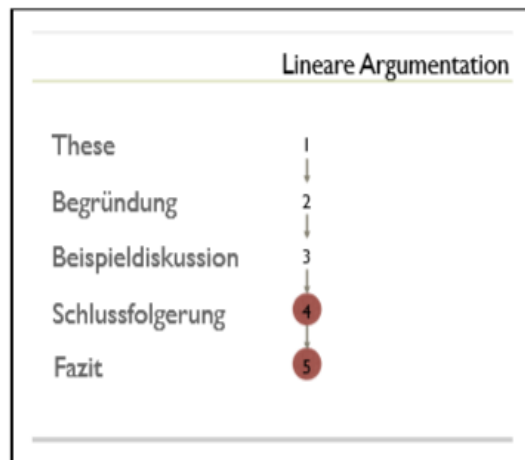 Lineare Argumentation
These 1
Begründung 2
Beispieldiskussion 3
Schlussfolgerung 4
Fazit 5